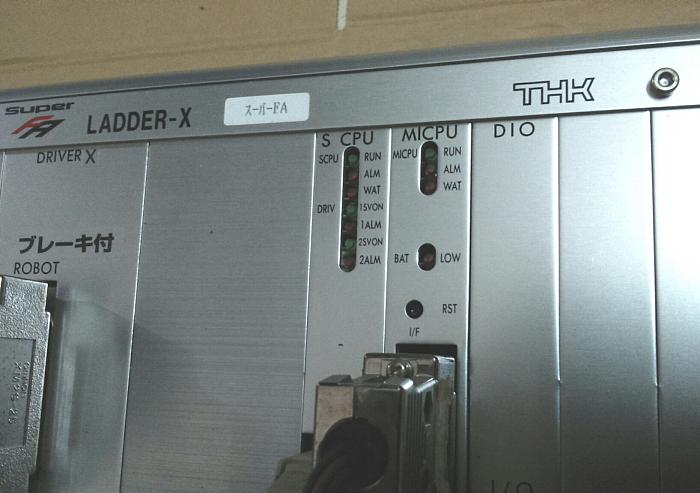 Super
FA
LADDER-X
スーパーFA
THK
DRIVER X
ブレーキ付
ROBOT
S CPU
SCPU RUN
ALM
WAT
DRIV 1SVON
1ALM
2SVON
2ALM
MICPU
MICPU RUN
ALM
WAT
BAT LOW
RST
I/F
DIO
I/O